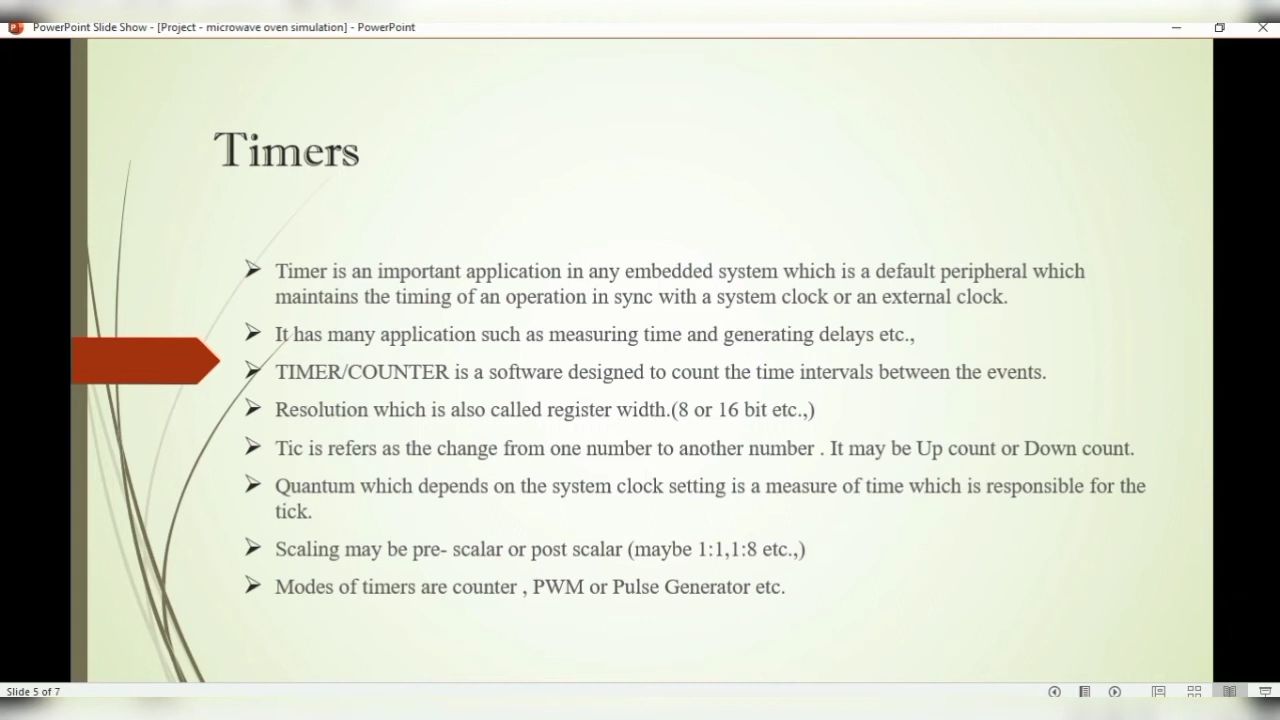 PowerPoint Slide Show - [Project - microwave oven simulation] - PowerPoint
Timers
Timer is an important application in any embedded system which is a default peripheral which
maintains the timing of an operation in sync with a system clock or an external clock.
It has many application such as measuring time and generating delays etc.,
TIMER/COUNTER is a software designed to count the time intervals between the events.
Resolution which is also called register width.(8 or 16 bit etc.,)
Tic is refers as the change from one number to another number . It may be Up count or Down count.
Quantum which depends on the system clock setting is a measure of time which is responsible for the
tick.
Scaling may be pre- scalar or post scalar (maybe 1:1,1:8 etc.,)
Modes of timers are counter , PWM or Pulse Generator etc.
Slide 5 of 7